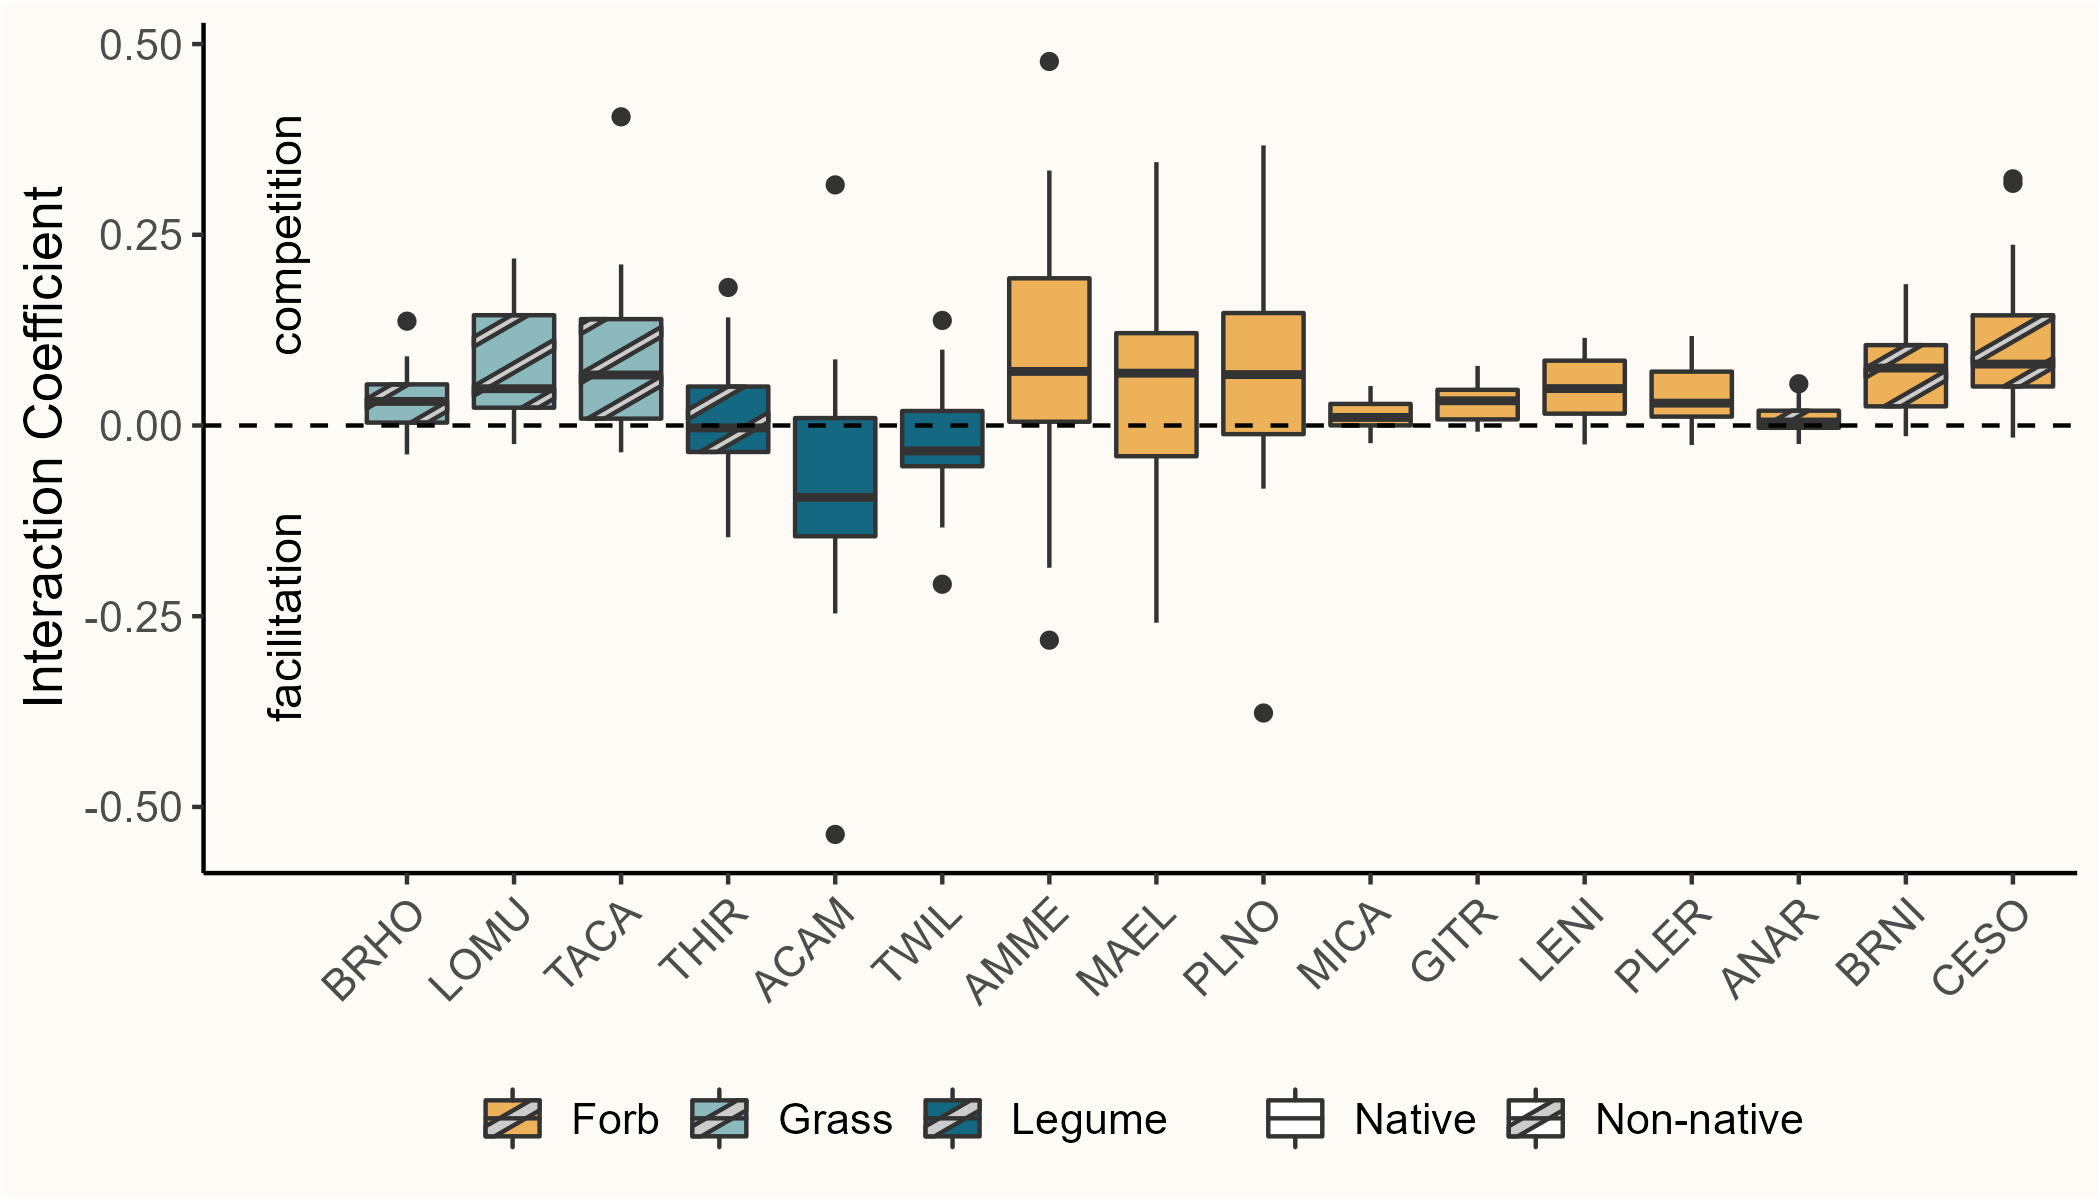 Interaction Coefficient
0.50
0.25
0.00
-0.25
-0.50
competition
facilitation
BRHO
LOMU
TACA
THIR
ACAM
TWIL
AMME
MAEL
PLNO
MICA
GITR
LENI
PLER
ANAR
BRNI
CESO
Forb Grass Legume Native Non-native